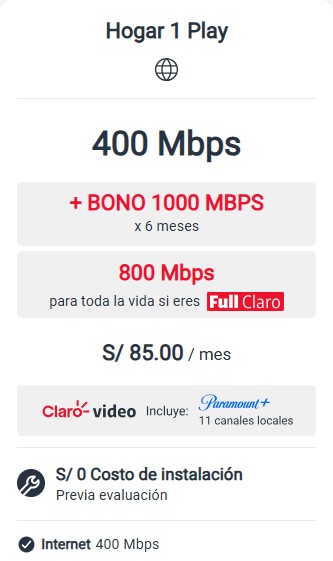 Hogar 1 Play
400 Mbps
+ BONO 1000 MBPS
x 6 meses
800 Mbps
para toda la vida si eres Full Claro
S/ 85.00 / mes
Claro video Incluye: Paramount+
11 canales locales
S/ 0 Costo de instalación
Previa evaluación
Internet 400 Mbps